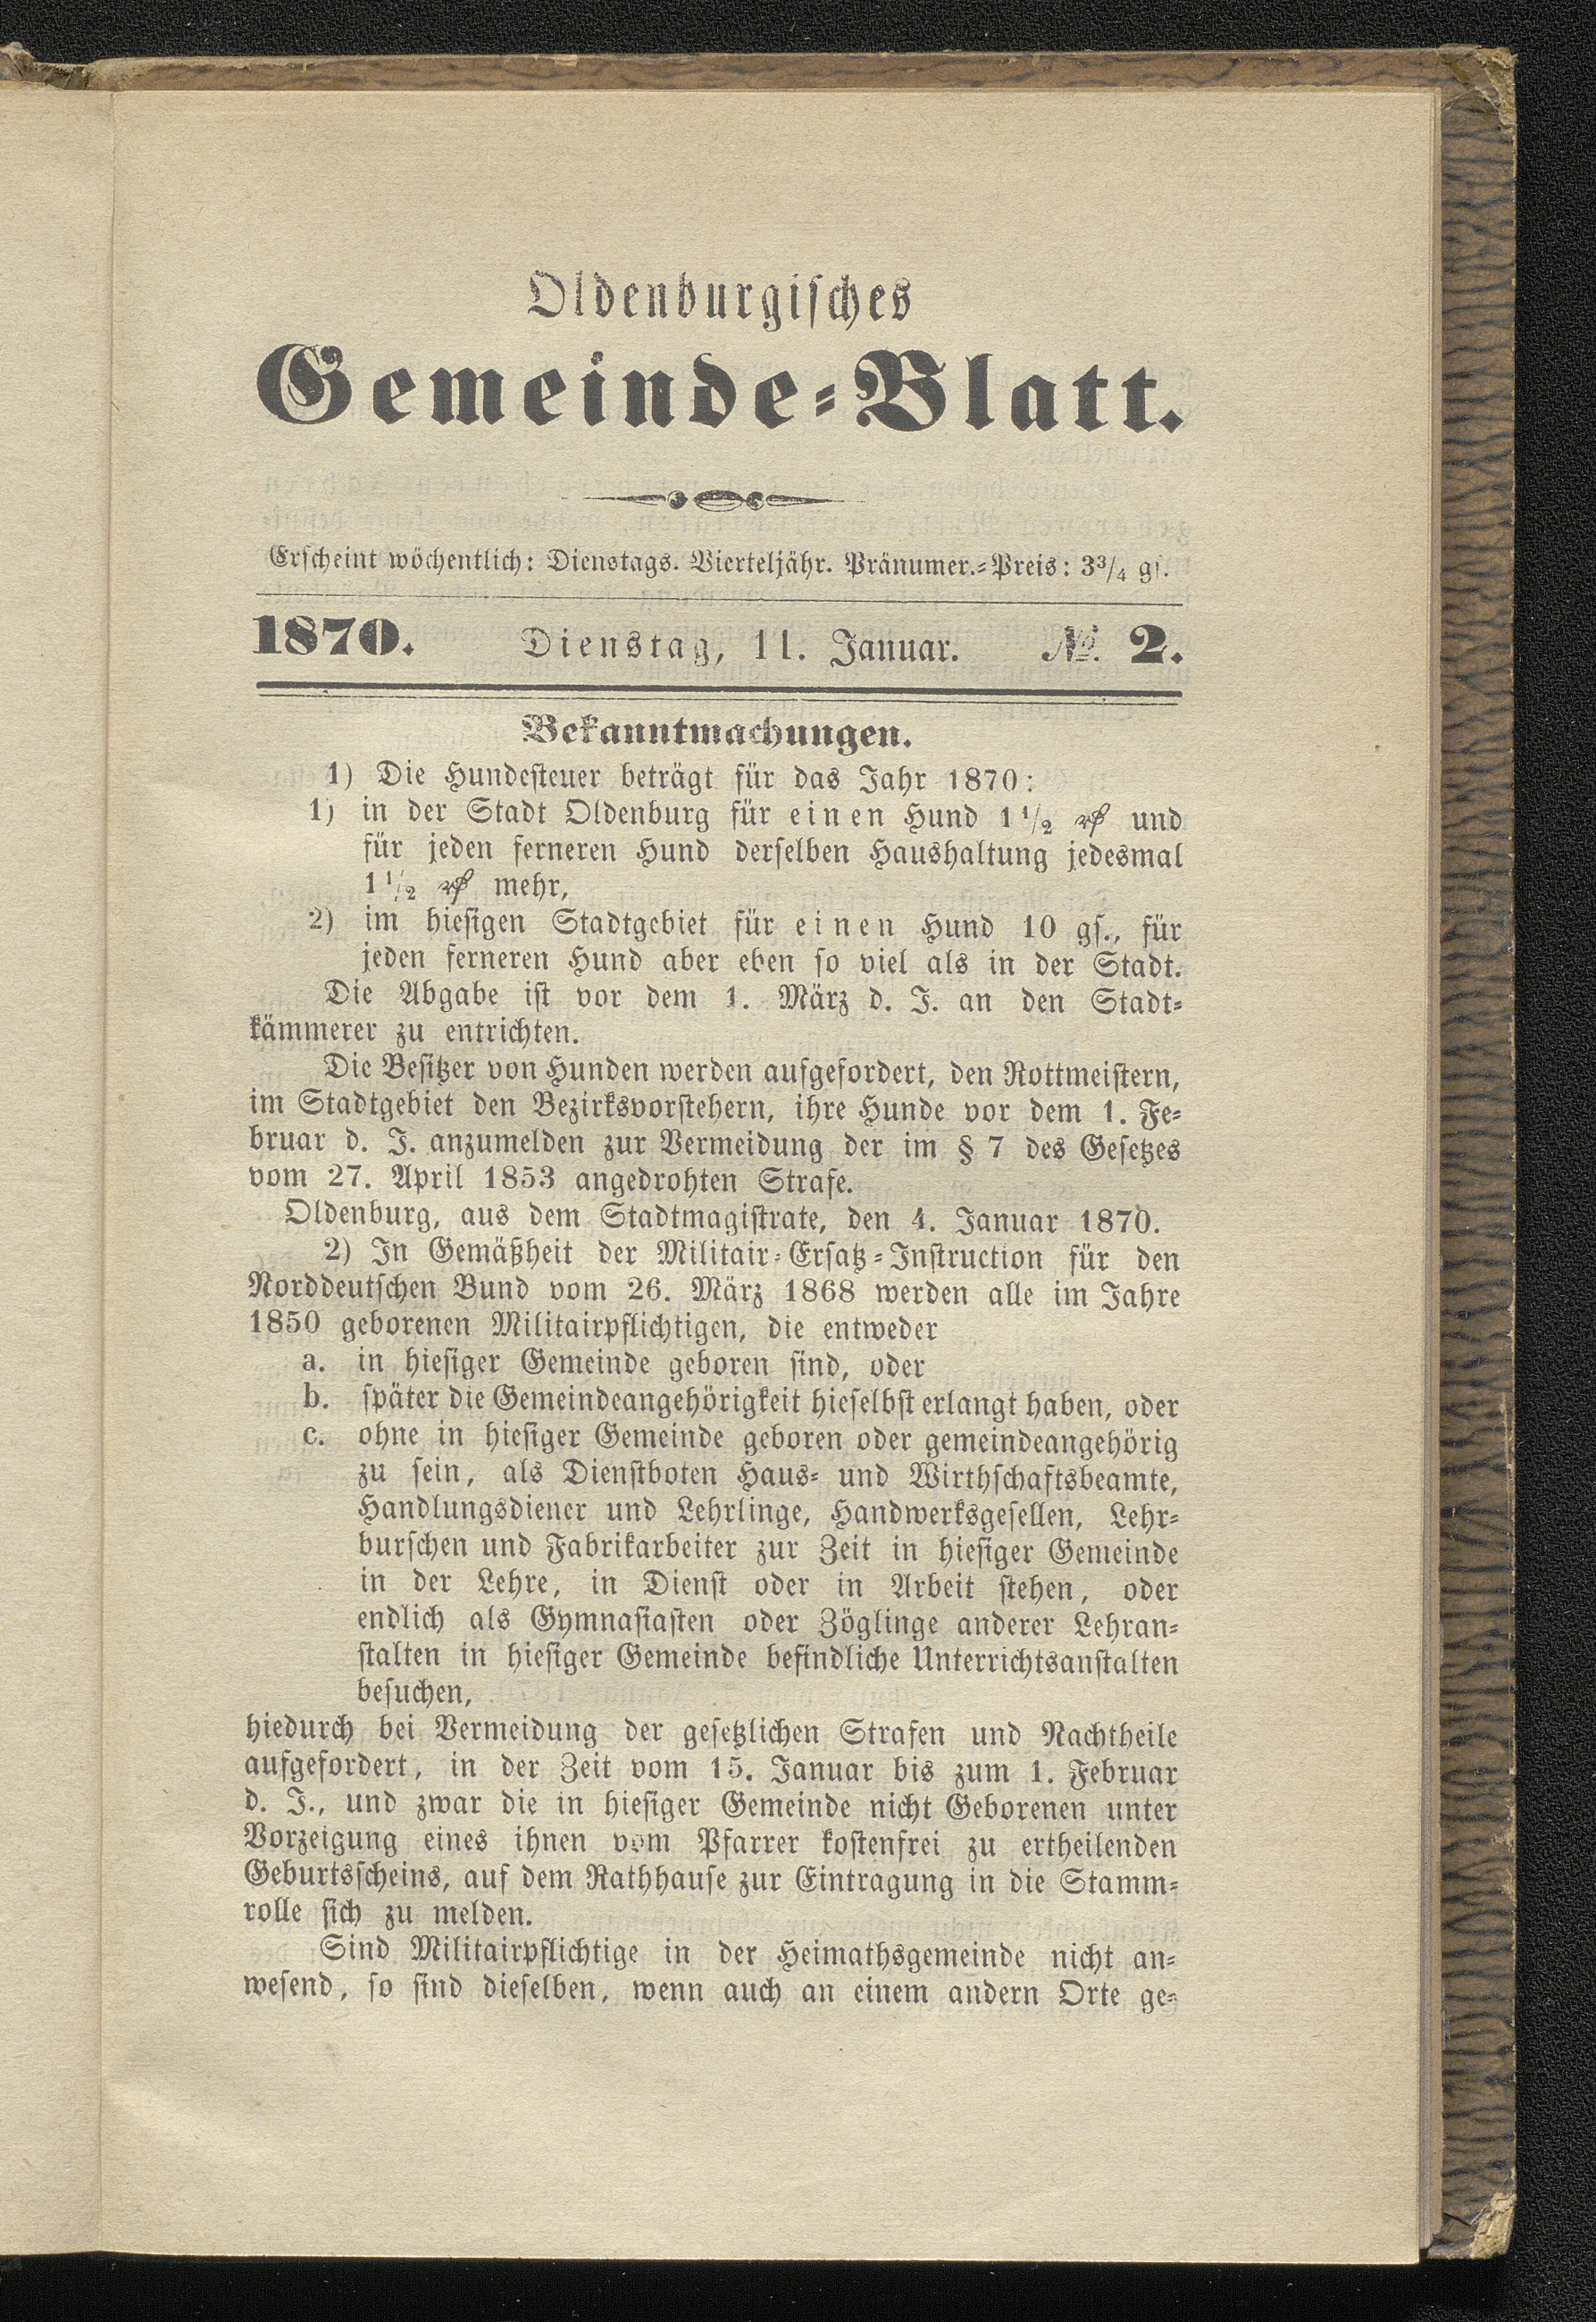 Oldenburgisches
Gemeinde-Blatt.
Erscheint wöchentlich: Dienstags. Vierteljähr. Pränumer.-Preis: 3¾ gſ.
1870. Dienstag, 11. Januar. № 2.
Bekanntmachungen.
1) Die Hundeſteuer beträgt für das Jahr 1870:
1) in der Stadt Oldenburg für einen Hund 1½ ₰ und
für jeden ferneren Hund derſelben Haushaltung jedesmal
1½ ₰ mehr,
2) im hieſigen Stadtgebiet für einen Hund 10 gſ., für
jeden ferneren Hund aber eben ſo viel als in der Stadt.
Die Abgabe iſt vor dem 1. März d. J. an den Stadt-
kämmerer zu entrichten.
Die Beſitzer von Hunden werden aufgefordert, den Rottmeiſtern,
im Stadtgebiet den Bezirksvorſtehern, ihre Hunde vor dem 1. Fe-
bruar d. J. anzumelden zur Vermeidung der im § 7 des Geſetzes
vom 27. April 1853 angedrohten Strafe.
Oldenburg, aus dem Stadtmagiſtrate, den 4. Januar 1870.
2) In Gemäßheit der Militair-Erſatz-Inſtruction für den
Norddeutſchen Bund vom 26. März 1868 werden alle im Jahre
1850 geborenen Militairpflichtigen, die entweder
a. in hieſiger Gemeinde geboren ſind, oder
b. ſpäter die Gemeindeangehörigkeit hieſelbſt erlangt haben, oder
c. ohne in hieſiger Gemeinde geboren oder gemeindeangehörig
zu ſein, als Dienſtboten Haus- und Wirthſchaftsbeamte,
Handlungsdiener und Lehrlinge, Handwerksgeſellen, Lehr-
burſchen und Fabrikarbeiter zur Zeit in hieſiger Gemeinde
in der Lehre, in Dienſt oder in Arbeit ſtehen, oder
endlich als Gymnaſiaſten oder Zöglinge anderer Lehran-
ſtalten in hieſiger Gemeinde befindliche Unterrichtsanſtalten
beſuchen,
hiedurch bei Vermeidung der geſetzlichen Strafen und Nachtheile
aufgefordert, in der Zeit vom 15. Januar bis zum 1. Februar
d. J., und zwar die in hieſiger Gemeinde nicht Geborenen unter
Vorzeigung eines ihnen vom Pfarrer koſtenfrei zu ertheilenden
Geburtsſcheins, auf dem Rathhauſe zur Eintragung in die Stamm-
rolle ſich zu melden.
Sind Militairpflichtige in der Heimathsgemeinde nicht an-
weſend, ſo ſind dieſelben, wenn auch an einem andern Orte ge-